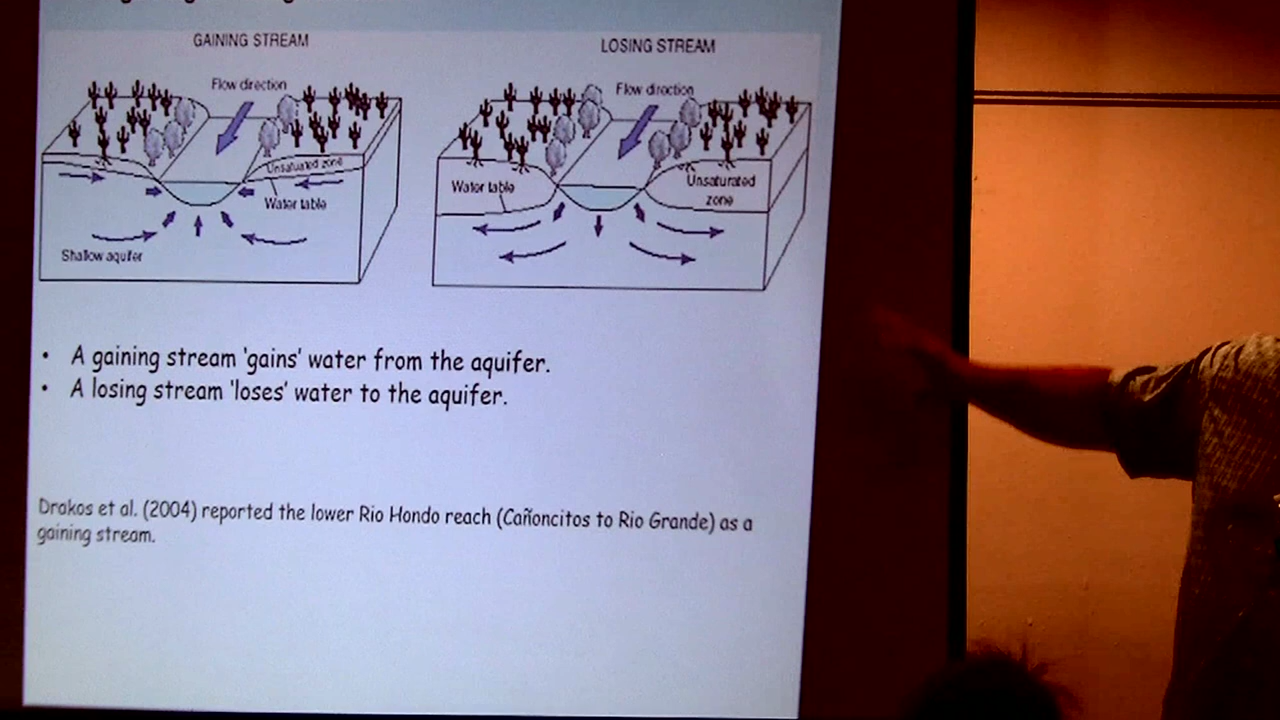 GAINING STREAM
LOSING STREAM
Flow direction
Flow direction
Unsaturated zone
Water table
Shallow aquifer
Water table
Unsaturated
zone
• A gaining stream 'gains' water from the aquifer.
• A losing stream 'loses' water to the aquifer.
Drakos et al. (2004) reported the lower Rio Hondo reach (Cañoncitos to Rio Grande) as a
gaining stream.